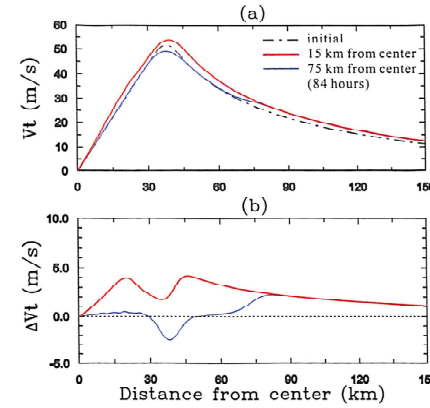 (a)
60
50
40
30
20
10
0
Vt (m/s)
initial
15 km from center
75 km from center
(84 hours)
0 30 60 90 120 150
(b)
10.0
5.0
0.0
-5.0
ΔVt (m/s)
0 30 60 90 120 150
Distance from center (km)